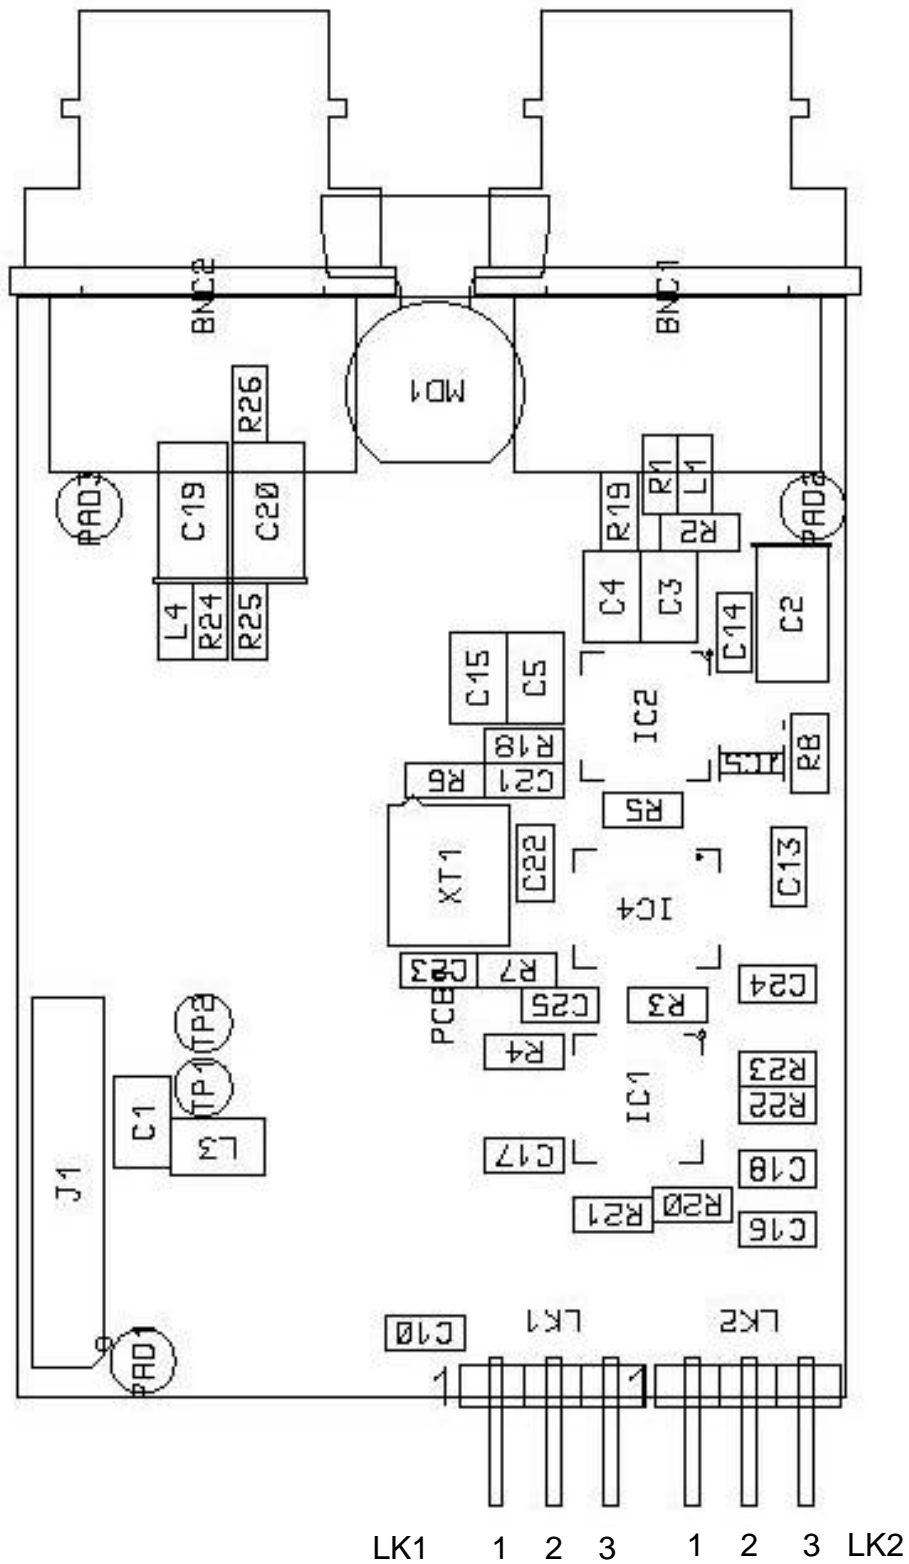 BNC2
BNC1
MD1
R26
R1
L1
PAD3
C19
C20
R19
R2
PAD2
L4
R24
R25
C4
C3
C14
C2
C15
C5
IC2
R18
R6
C21
IC5
R8
R5
XT1
C22
IC4
C13
C23
R7
C24
PCB
C25
R3
TP2
R4
TP1
IC1
R23
R22
C1
L3
C17
C18
J1
R21
R20
C16
C10
LK1
LK2
PAD1
1
1
LK1 1 2 3 1 2 3 LK2